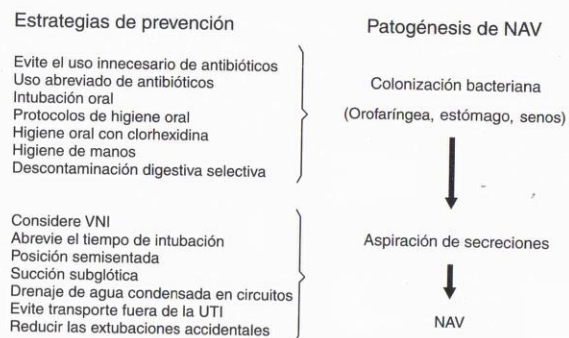 Estrategias de prevención
Evite el uso innecesario de antibióticos
Uso abreviado de antibióticos
Intubación oral
Protocolos de higiene oral
Higiene oral con clorhexidina
Higiene de manos
Descontaminación digestiva selectiva
Considere VNI
Abrevie el tiempo de intubación
Posición semisentada
Succión subglótica
Drenaje de agua condensada en circuitos
Evite transporte fuera de la UTI
Reducir las extubaciones accidentales
Patogénesis de NAV
Colonización bacteriana
(Orofaríngea, estómago, senos)
Aspiración de secreciones
NAV